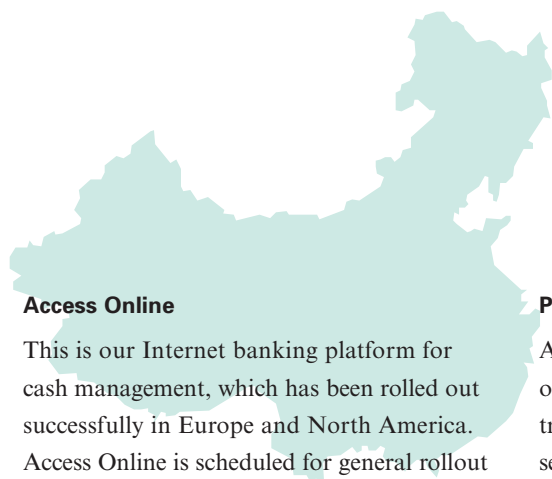 Access Online
This is our Internet banking platform for
cash management, which has been rolled out
successfully in Europe and North America.
Access Online is scheduled for general rollout